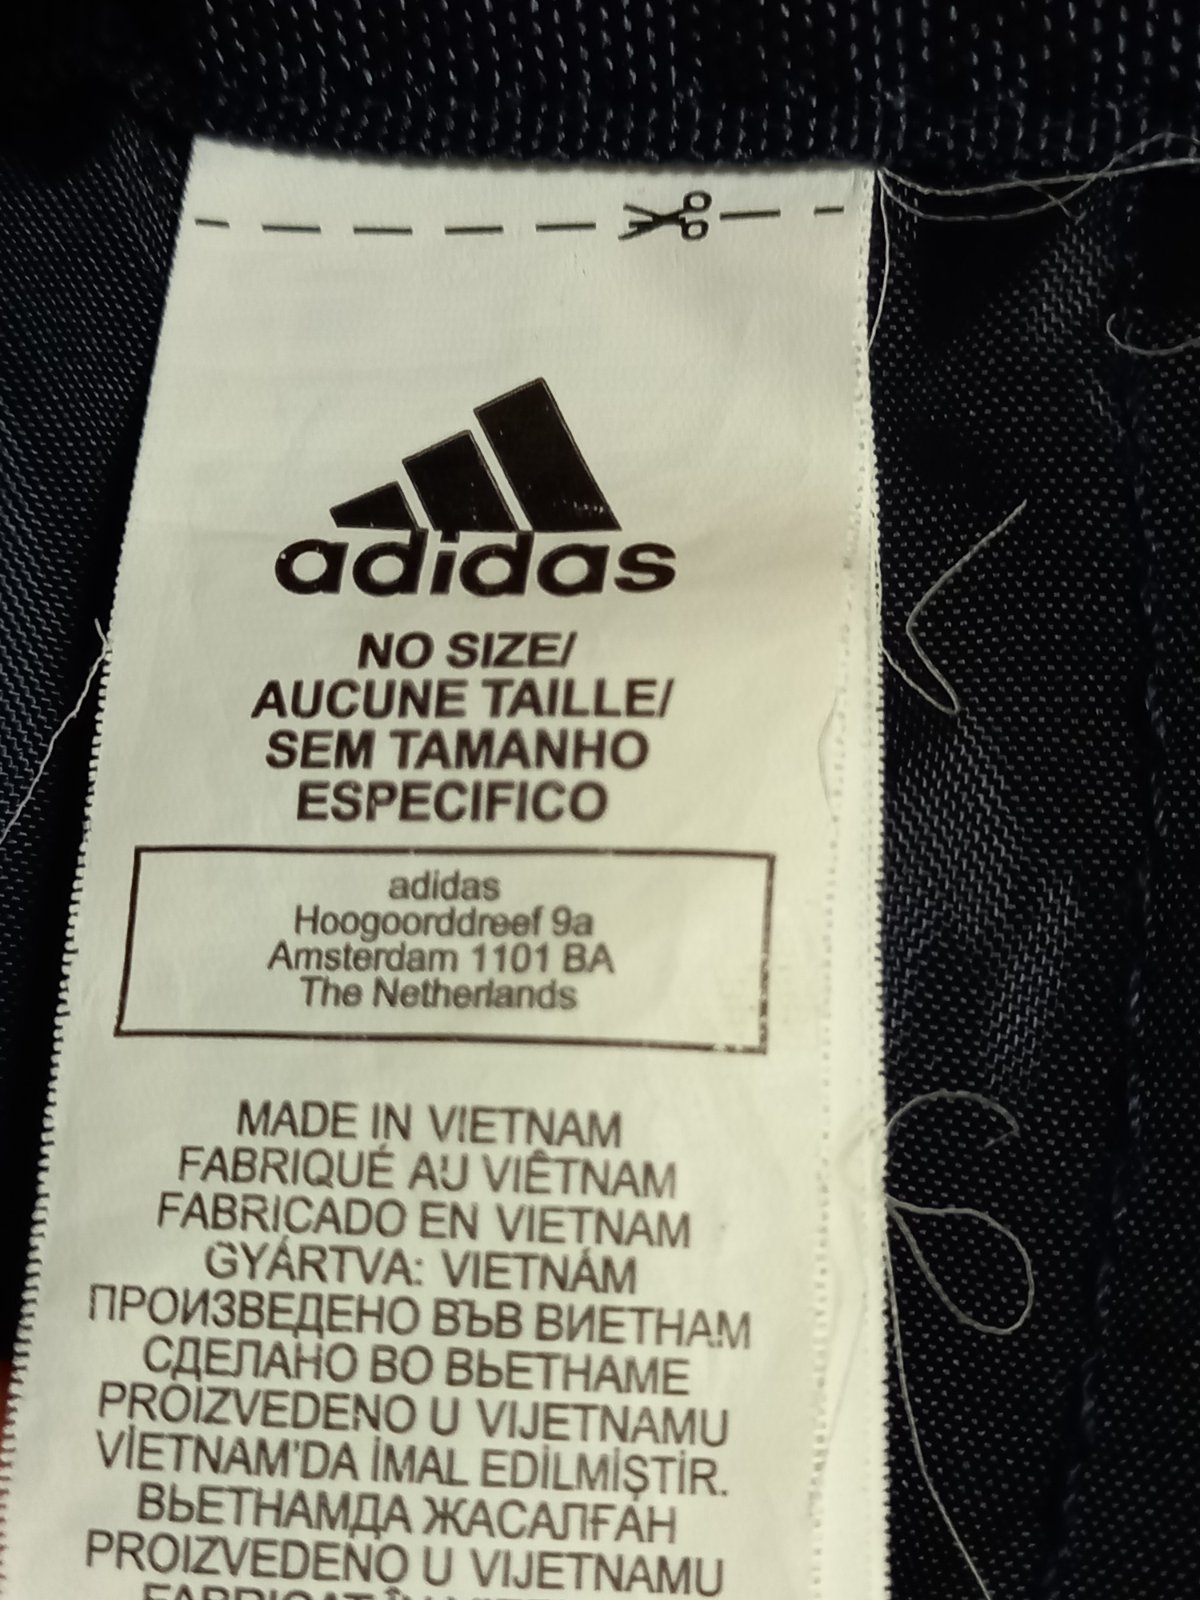 adidas
NO SIZE/
AUCUNE TAILLE/
SEM TAMANHO
ESPECIFICO
adidas
Hoogoorddreef 9a
Amsterdam 1101 BA
The Netherlands
MADE IN VIETNAM
FABRIQUÉ AU VIÊTNAM
FABRICADO EN VIETNAM
GYÁRTVA: VIETNÁM
ПРОИЗВЕДЕНО ВЪВ ВИЕТНАМ
СДЕЛАНО ВО ВЬЕТНАМЕ
PROIZVEDENO U VIJETNAMU
VİETNAM'DA İMAL EDİLMİŞTİR.
ВЬЕТНАМДА ЖАСАЛҒАН
PROIZVEDENO U VIJETNAMU
FABRICAT ÎN